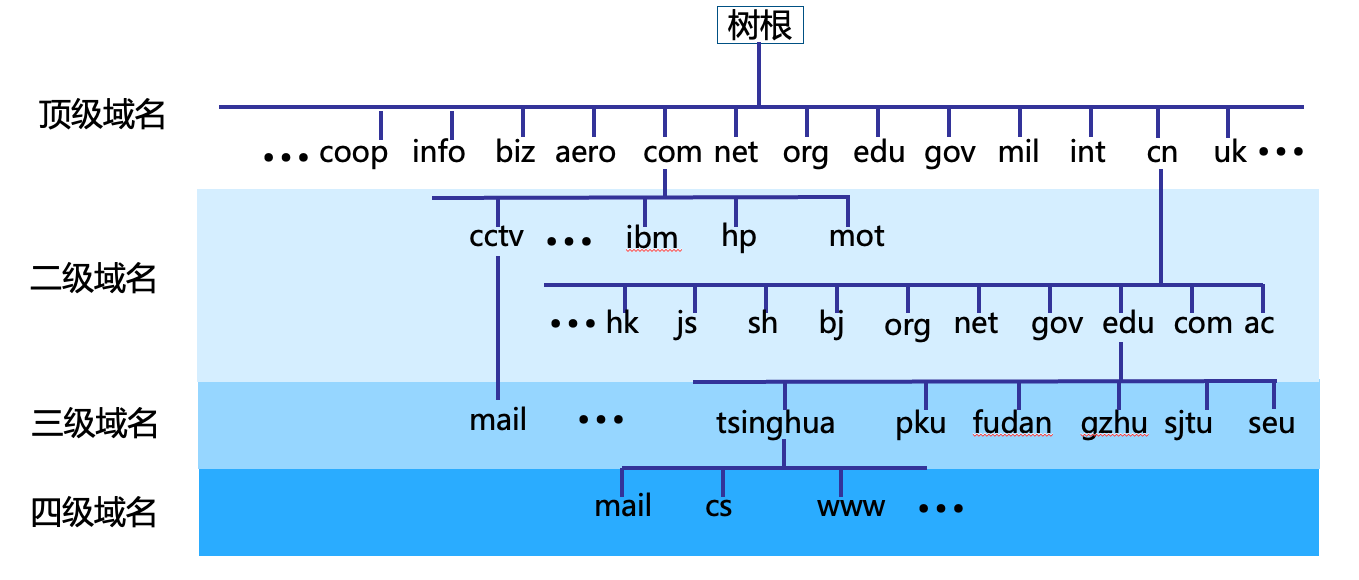 树根
顶级域名
••• coop info biz aero com net org edu gov mil int cn uk •••
cctv ••• ibm hp mot
二级域名
••• hk js sh bj org net gov edu com ac
三级域名
mail ••• tsinghua pku fudan gzhu sjtu seu
四级域名
mail cs www •••